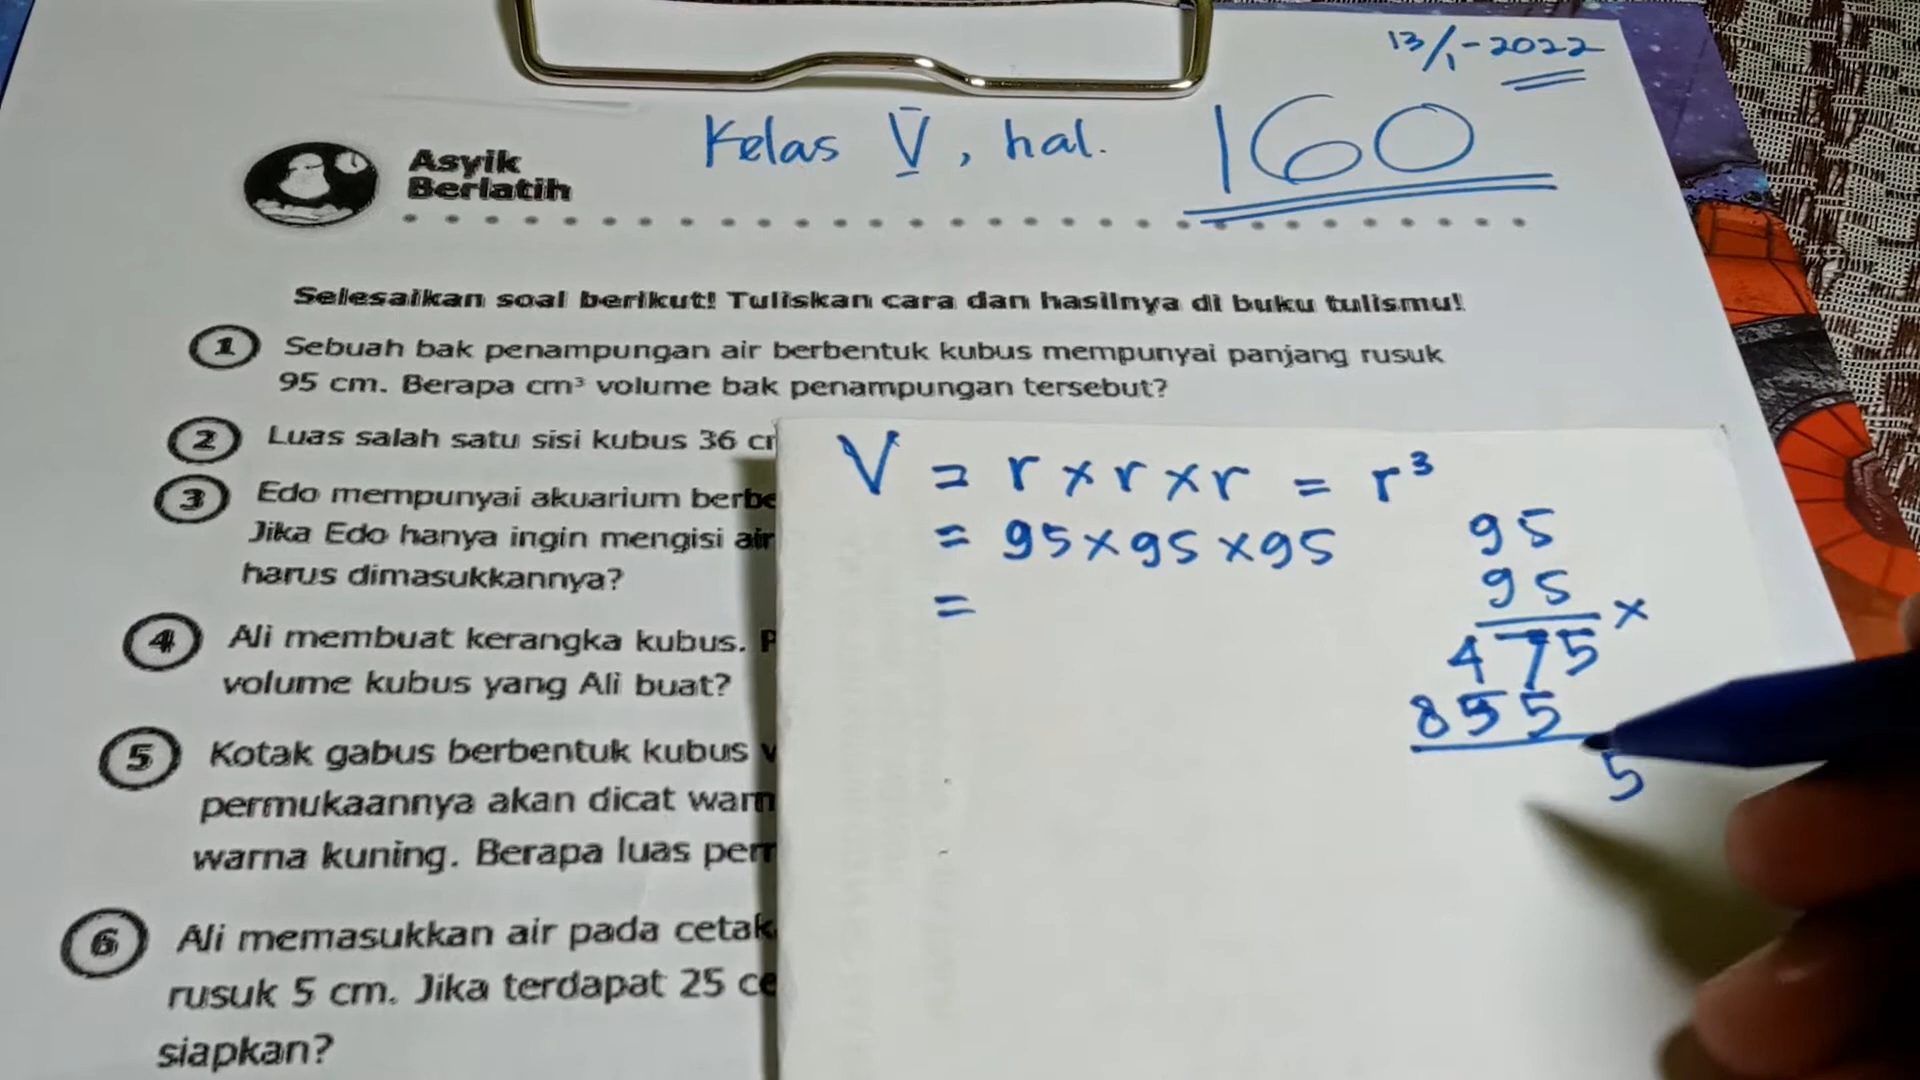 13/1-2022
Kelas V, hal. 160
Asyik
Berlatih
Selesaikan soal berikut! Tuliskan cara dan hasilnya di buku tulismu!
1 Sebuah bak penampungan air berbentuk kubus mempunyai panjang rusuk
95 cm. Berapa cm³ volume bak penampungan tersebut?
2 Luas salah satu sisi kubus 36
3 Edo mempunyai akuarium
Jika Edo hanya ingin mengisi air
harus dimasukkannya?
4 Ali membuat kerangka kubus.
volume kubus yang Ali buat?
5 Kotak gabus berbentuk kubus
permukaannya akan dicat
warna kuning. Berapa luas
6 Ali memasukkan air pada
rusuk 5 cm. Jika terdapat 25
siapkan?
V = r × r × r = r³
= 95 × 95 × 95
=
95
95 ×
475
855
5